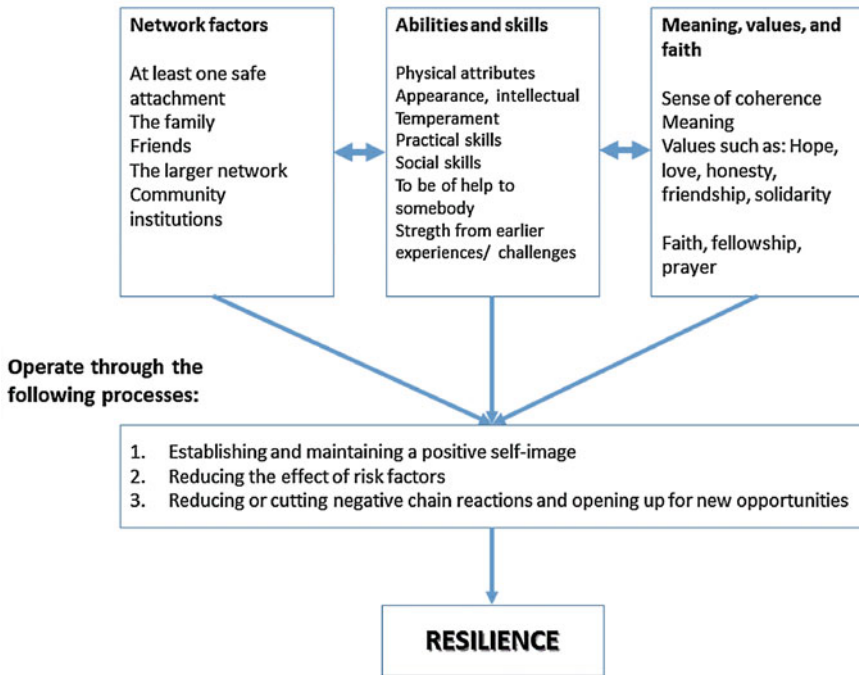 Network factors
At least one safe
attachment
The family
Friends
The larger network
Community
institutions
Abilities and skills
Physical attributes
Appearance, intellectual
Temperament
Practical skills
Social skills
To be of help to
somebody
Stregth from earlier
experiences/ challenges
Meaning, values, and
faith
Sense of coherence
Meaning
Values such as: Hope,
love, honesty,
friendship, solidarity
Faith, fellowship,
prayer
Operate through the
following processes:
1. Establishing and maintaining a positive self-image
2. Reducing the effect of risk factors
3. Reducing or cutting negative chain reactions and opening up for new opportunities
RESILIENCE